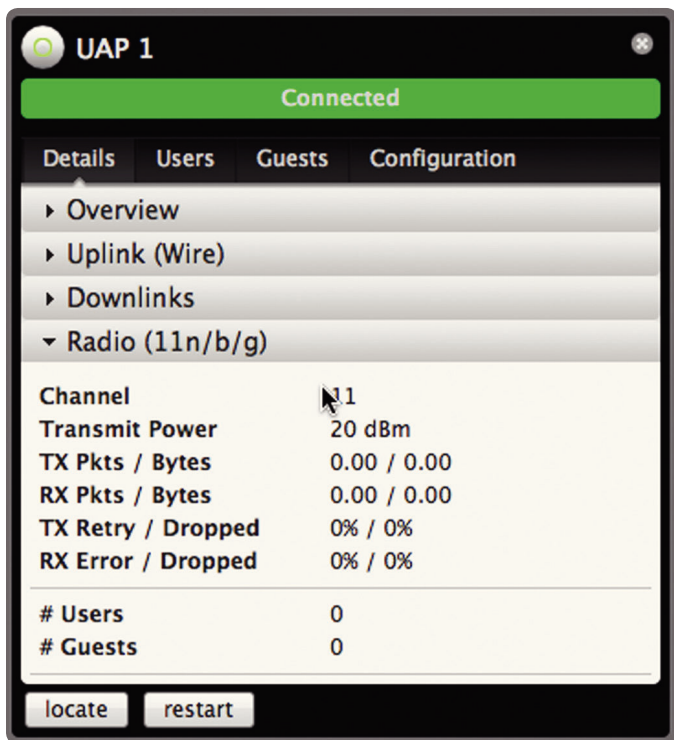 UAP 1
Connected
Details Users Guests Configuration
Overview
Uplink (Wire)
Downlinks
Radio (11n/b/g)
Channel 11
Transmit Power 20 dBm
TX Pkts / Bytes 0.00 / 0.00
RX Pkts / Bytes 0.00 / 0.00
TX Retry / Dropped 0% / 0%
RX Error / Dropped 0% / 0%
# Users 0
# Guests 0
locate restart